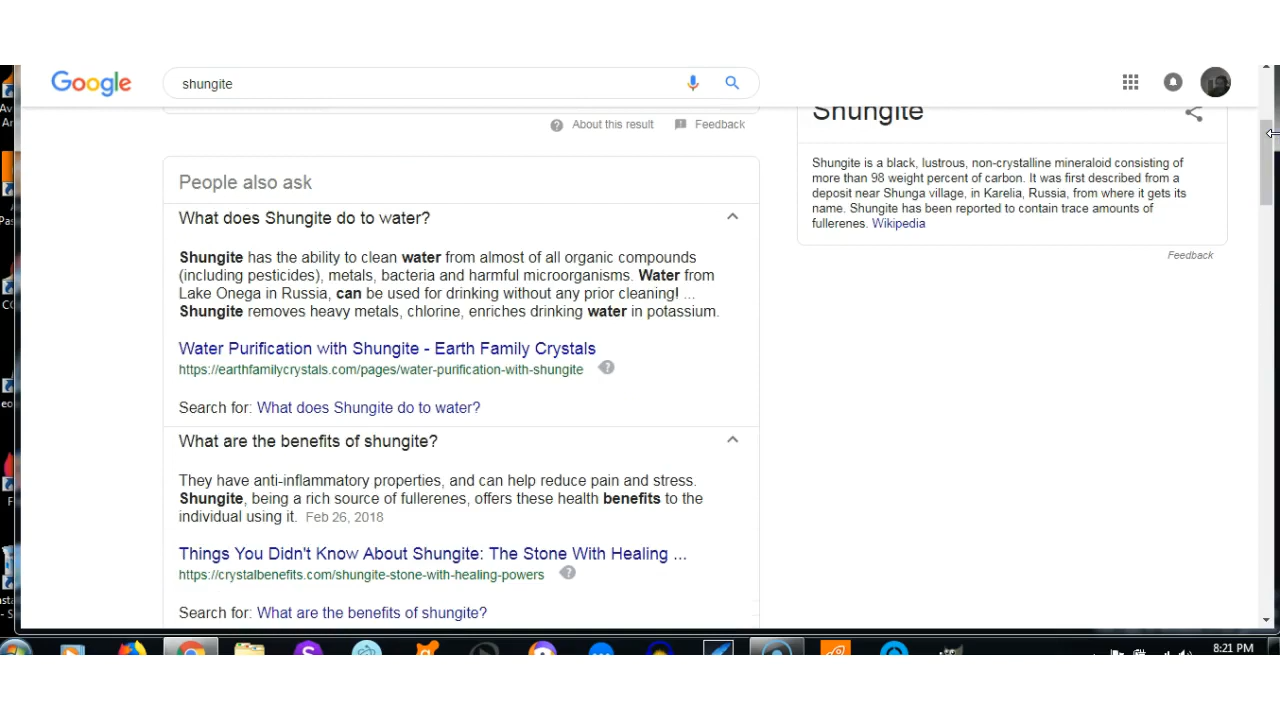 Google
shungite
About this result
Feedback
Shungite
Shungite is a black, lustrous, non-crystalline mineraloid consisting of
more than 98 weight percent of carbon. It was first described from a
deposit near Shunga village, in Karelia, Russia, from where it gets its
name. Shungite has been reported to contain trace amounts of
fullerenes. Wikipedia
Feedback
People also ask
What does Shungite do to water?
Shungite has the ability to clean water from almost of all organic compounds
(including pesticides), metals, bacteria and harmful microorganisms. Water from
Lake Onega in Russia, can be used for drinking without any prior cleaning! ...
Shungite removes heavy metals, chlorine, enriches drinking water in potassium.
Water Purification with Shungite - Earth Family Crystals
https://earthfamilycrystals.com/pages/water-purification-with-shungite
Search for: What does Shungite do to water?
What are the benefits of shungite?
They have anti-inflammatory properties, and can help reduce pain and stress.
Shungite, being a rich source of fullerenes, offers these health benefits to the
individual using it. Feb 26, 2018
Things You Didn't Know About Shungite: The Stone With Healing ...
https://crystalbenefits.com/shungite-stone-with-healing-powers
Search for: What are the benefits of shungite?
8:21 PM